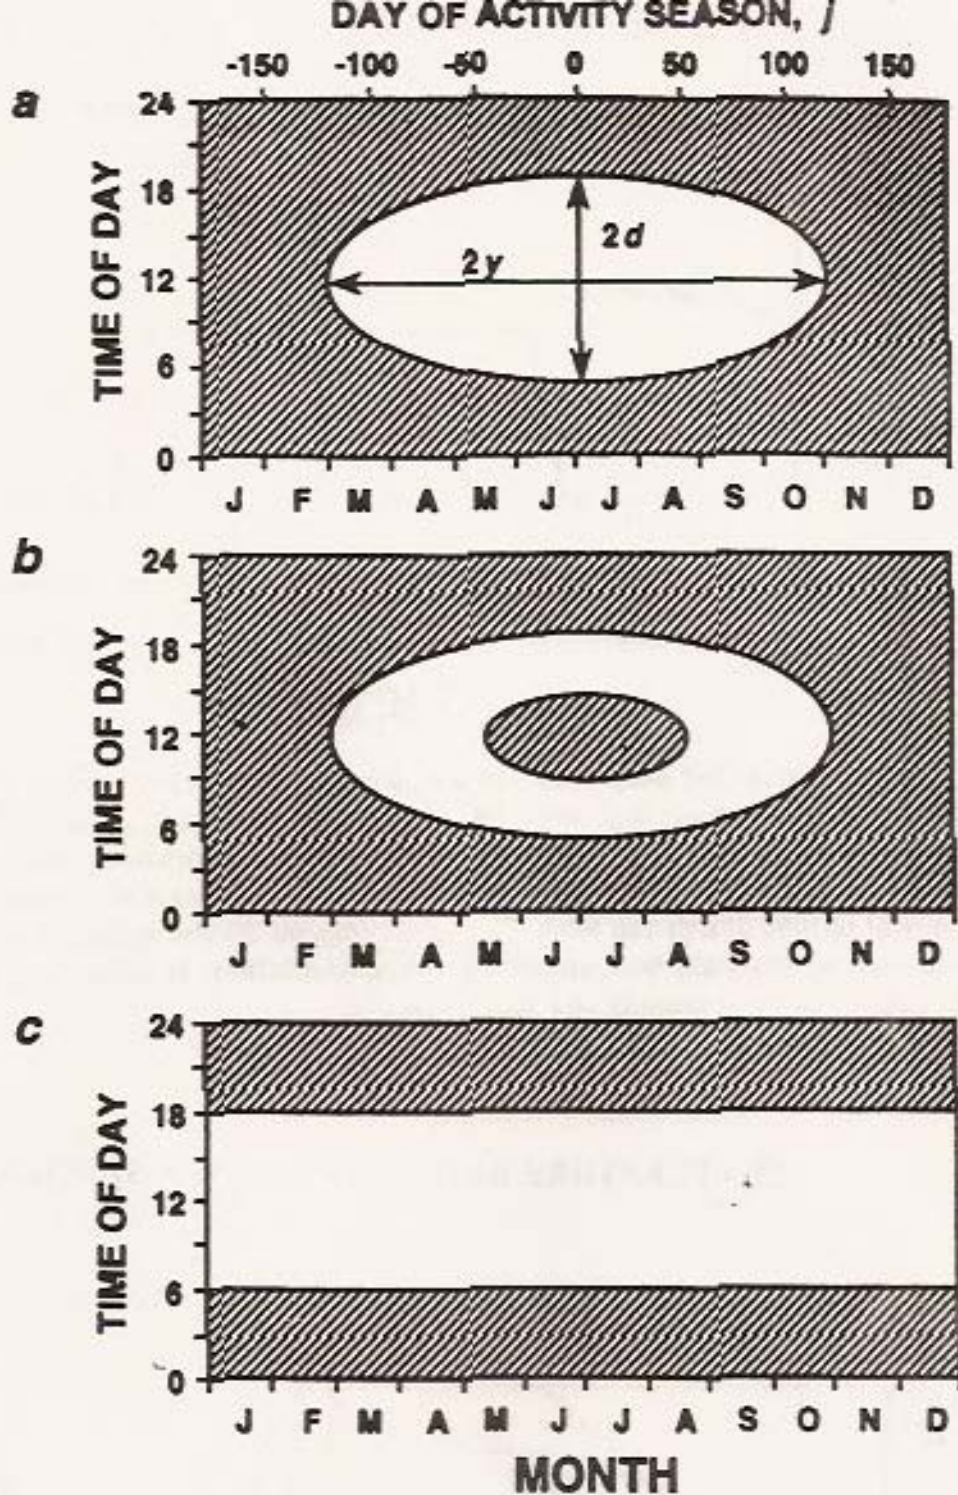 DAY OF ACTIVITY SEASON, j
-150 -100 -50 0 50 100 150
a
TIME OF DAY
24
18
12
6
0
2d
2y
J F M A M J J A S O N D
b
TIME OF DAY
24
18
12
6
0
J F M A M J J A S O N D
c
TIME OF DAY
24
18
12
6
0
J F M A M J J A S O N D
MONTH